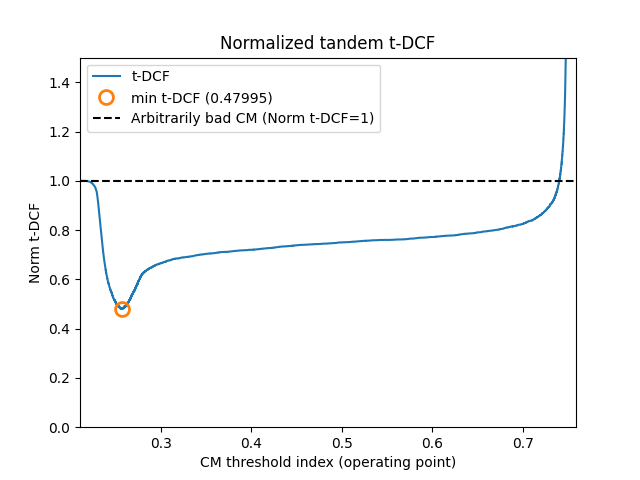 Normalized tandem t-DCF
t-DCF
min t-DCF (0.47995)
Arbitrarily bad CM (Norm t-DCF=1)
1.4
1.2
1.0
0.8
0.6
0.4
0.2
0.0
Norm t-DCF
0.3 0.4 0.5 0.6 0.7
CM threshold index (operating point)